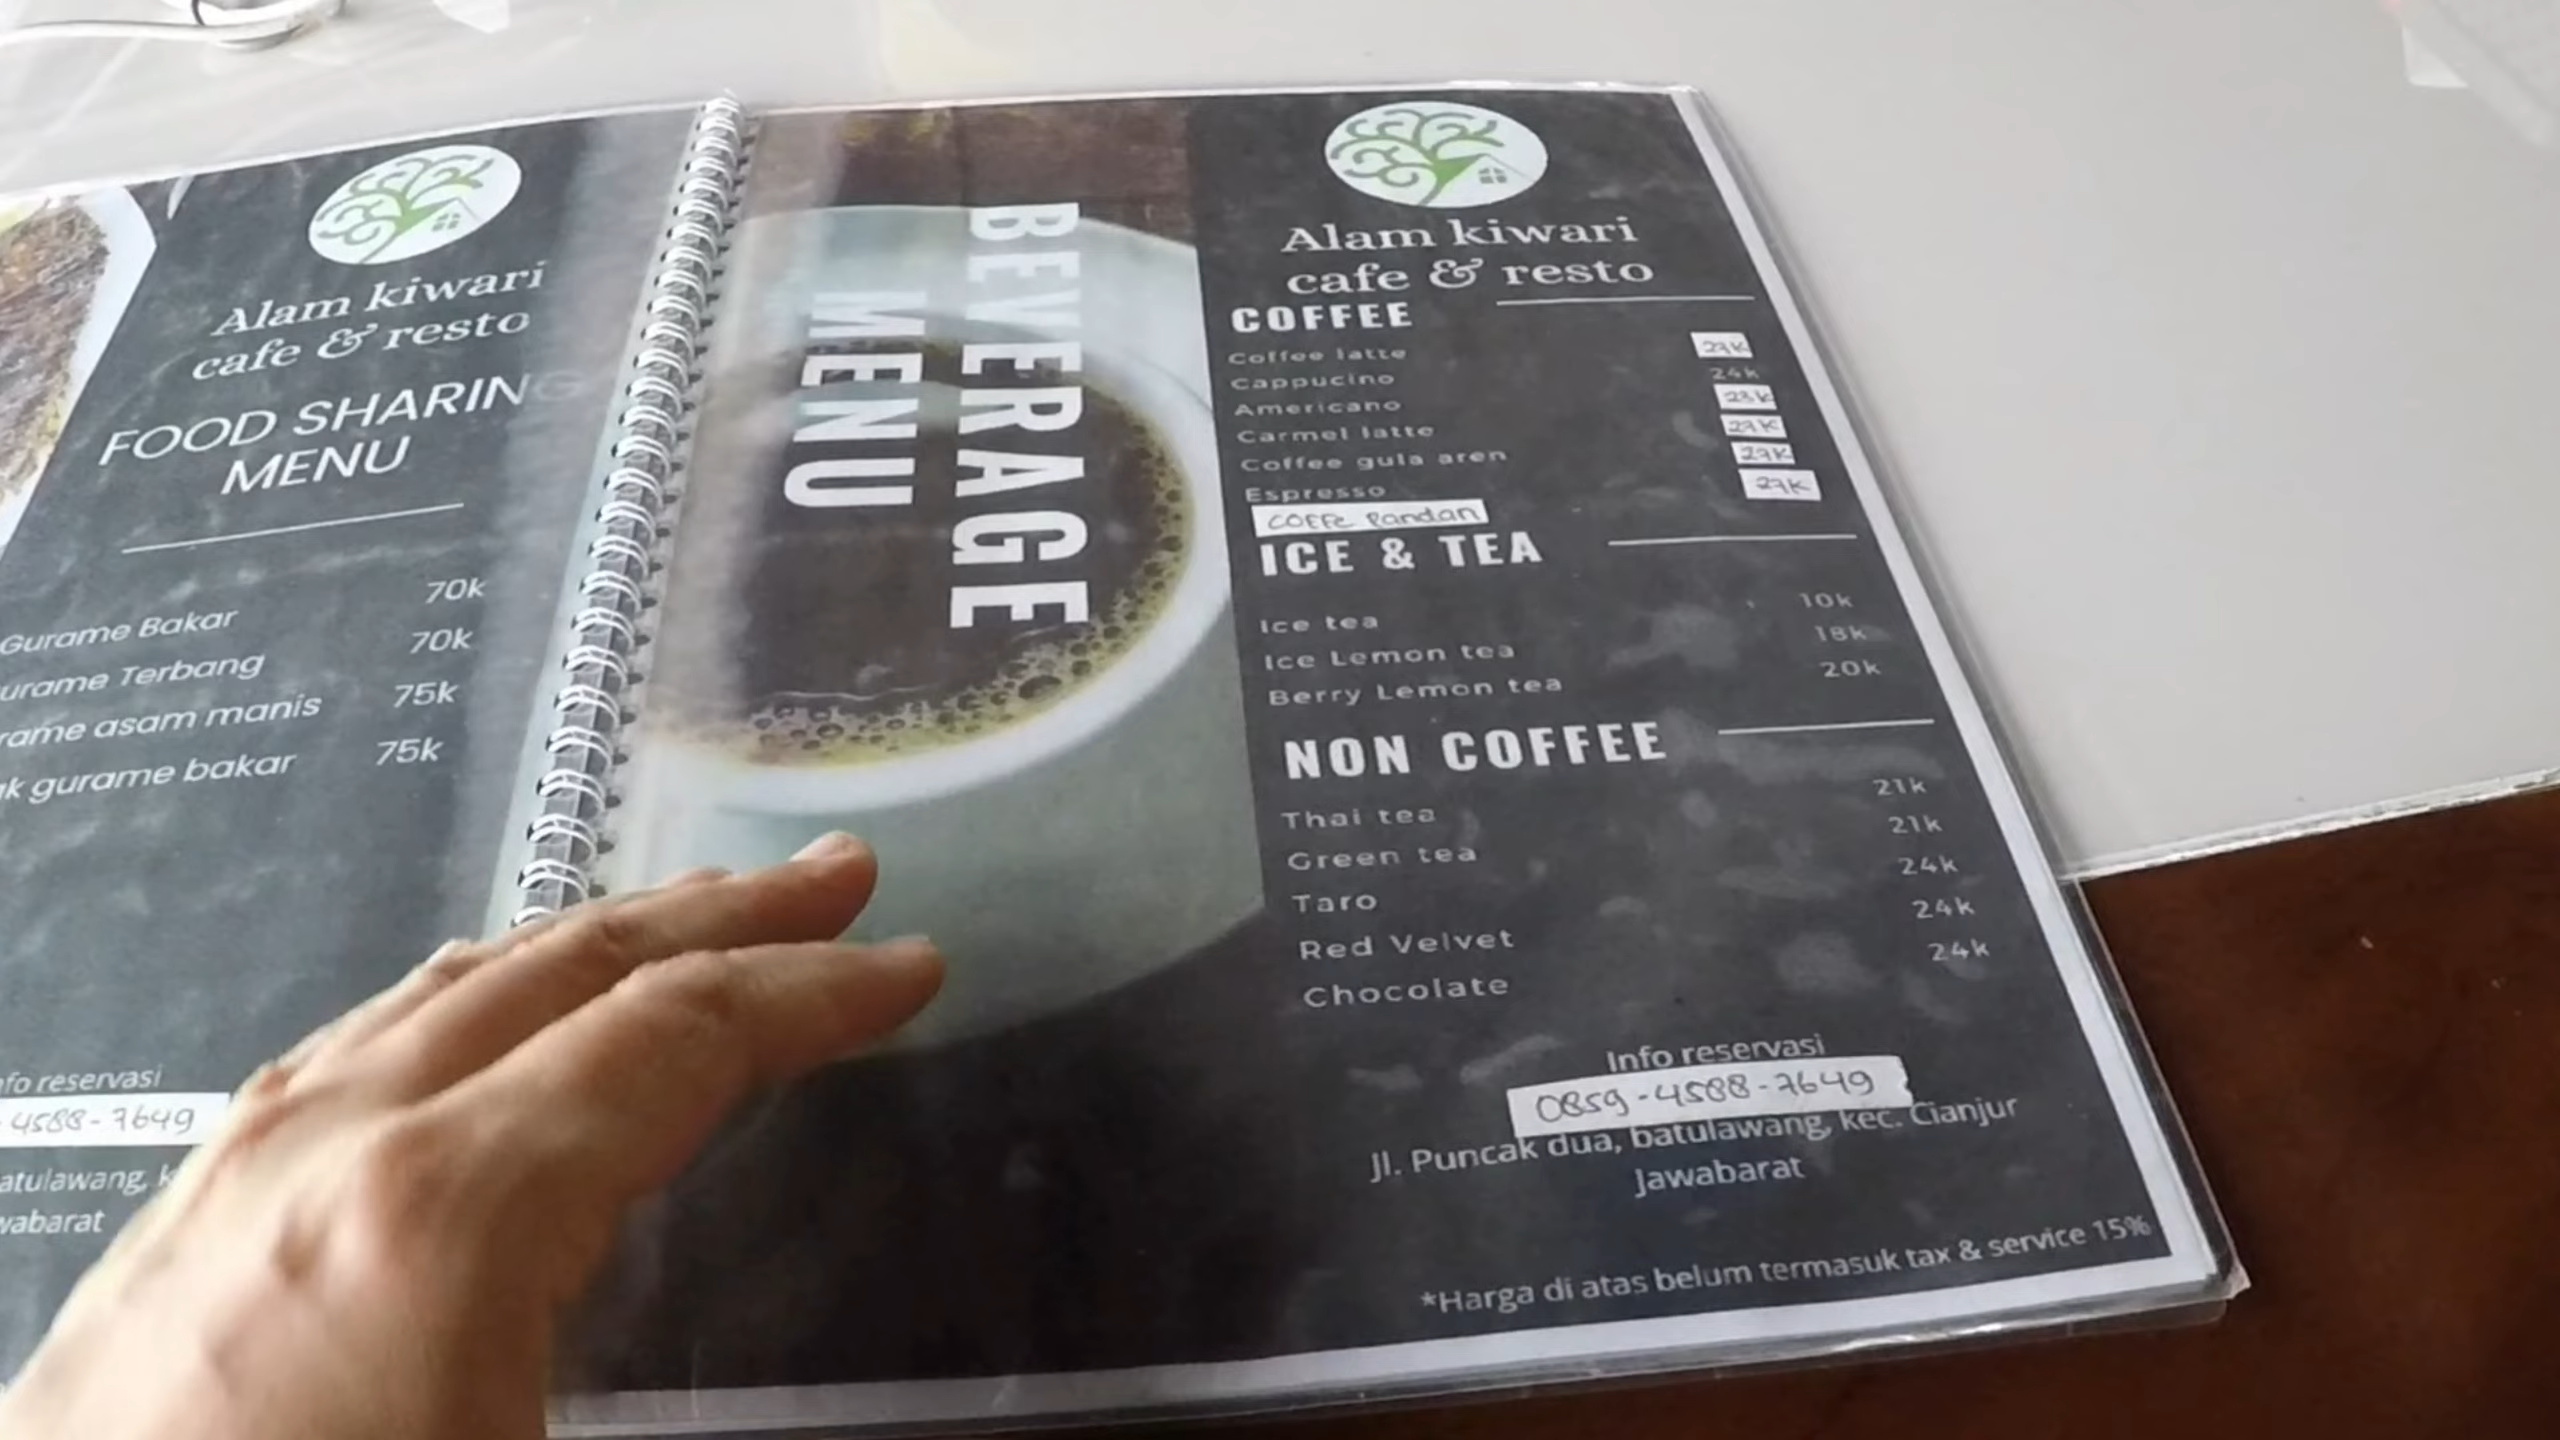 Alam kiwari
cafe & resto
FOOD SHARING
MENU
Gurame Bakar 70k
urame Terbang 70k
rame asam manis 75k
ak gurame bakar 75k
nfo reservasi
4588-7649
atulawang, k
wabarat
BEVERAGE
MENU
Alam kiwari
cafe & resto
COFFEE
Coffee latte 27K
Cappucino 24k
Americano 23K
Carmel latte 27K
Coffee gula aren 27K
Espresso 27K
COFFE Pandan
ICE & TEA
Ice tea 10k
Ice Lemon tea 18k
Berry Lemon tea 20k
NON COFFEE
Thai tea 21k
Green tea 21k
Taro 24k
Red Velvet 24k
Chocolate 24k
Info reservasi
0859-4588-7649
Jl. Puncak dua, batulawang, kec. Cianjur
Jawabarat
*Harga di atas belum termasuk tax & service 15%